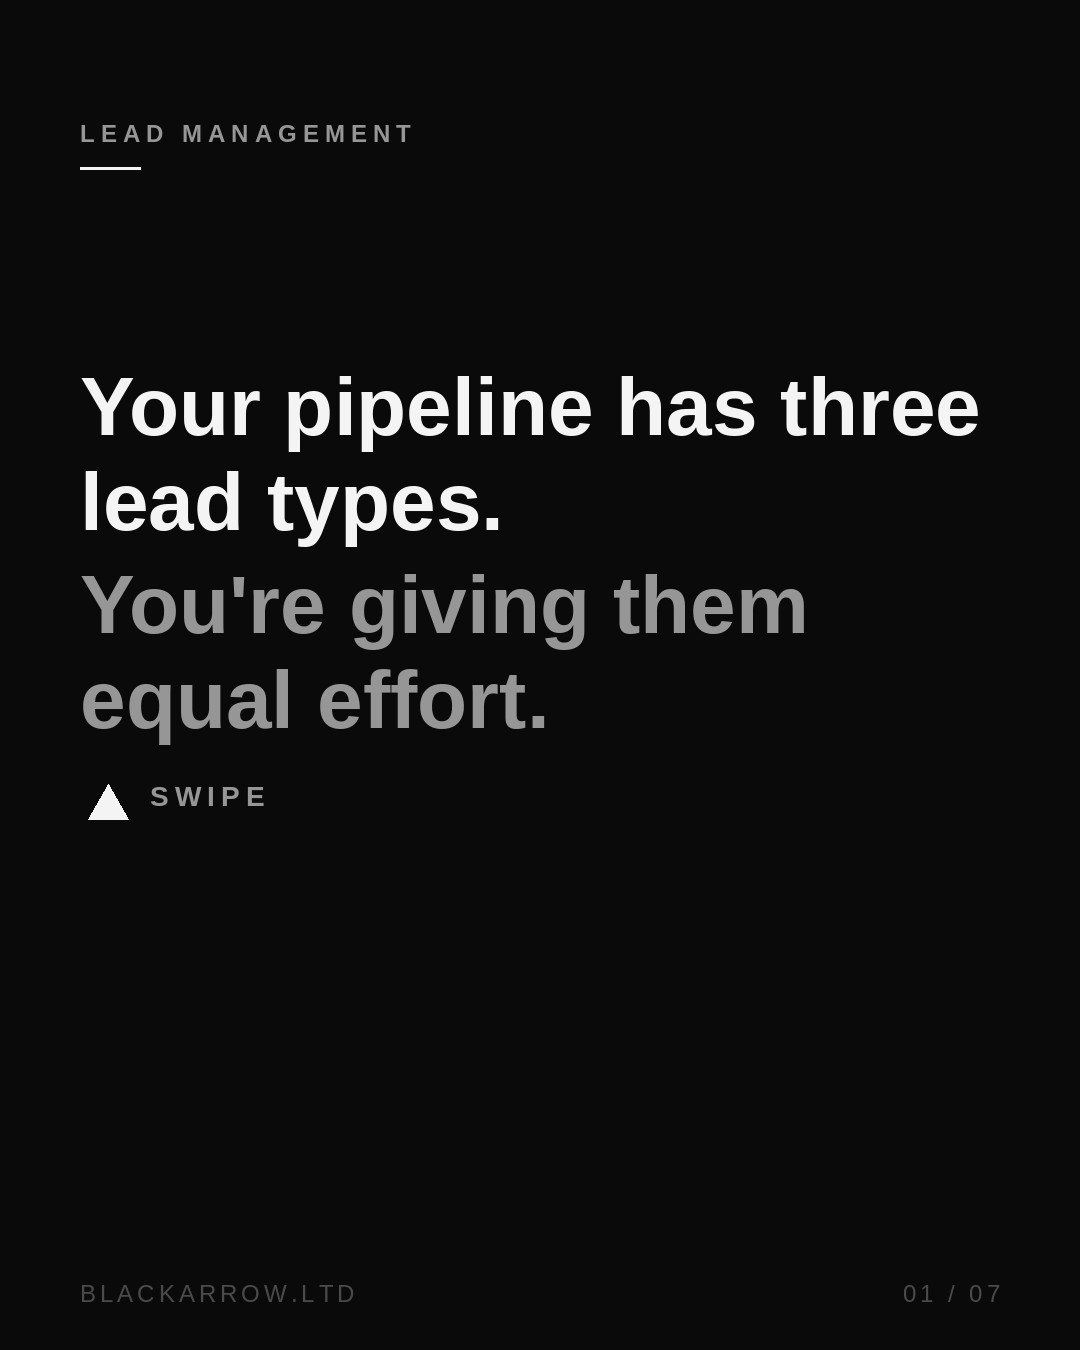 LEAD MANAGEMENT
Your pipeline has three
lead types.
You're giving them
equal effort.
SWIPE
BLACKARROW.LTD
01 / 07